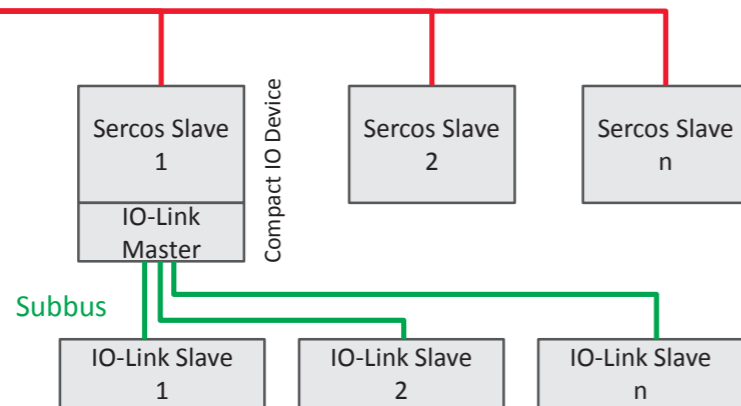 Sercos Slave
1
Compact IO Device
Sercos Slave
2
Sercos Slave
n
IO-Link
Master
Subbus
IO-Link Slave
1
IO-Link Slave
2
IO-Link Slave
n